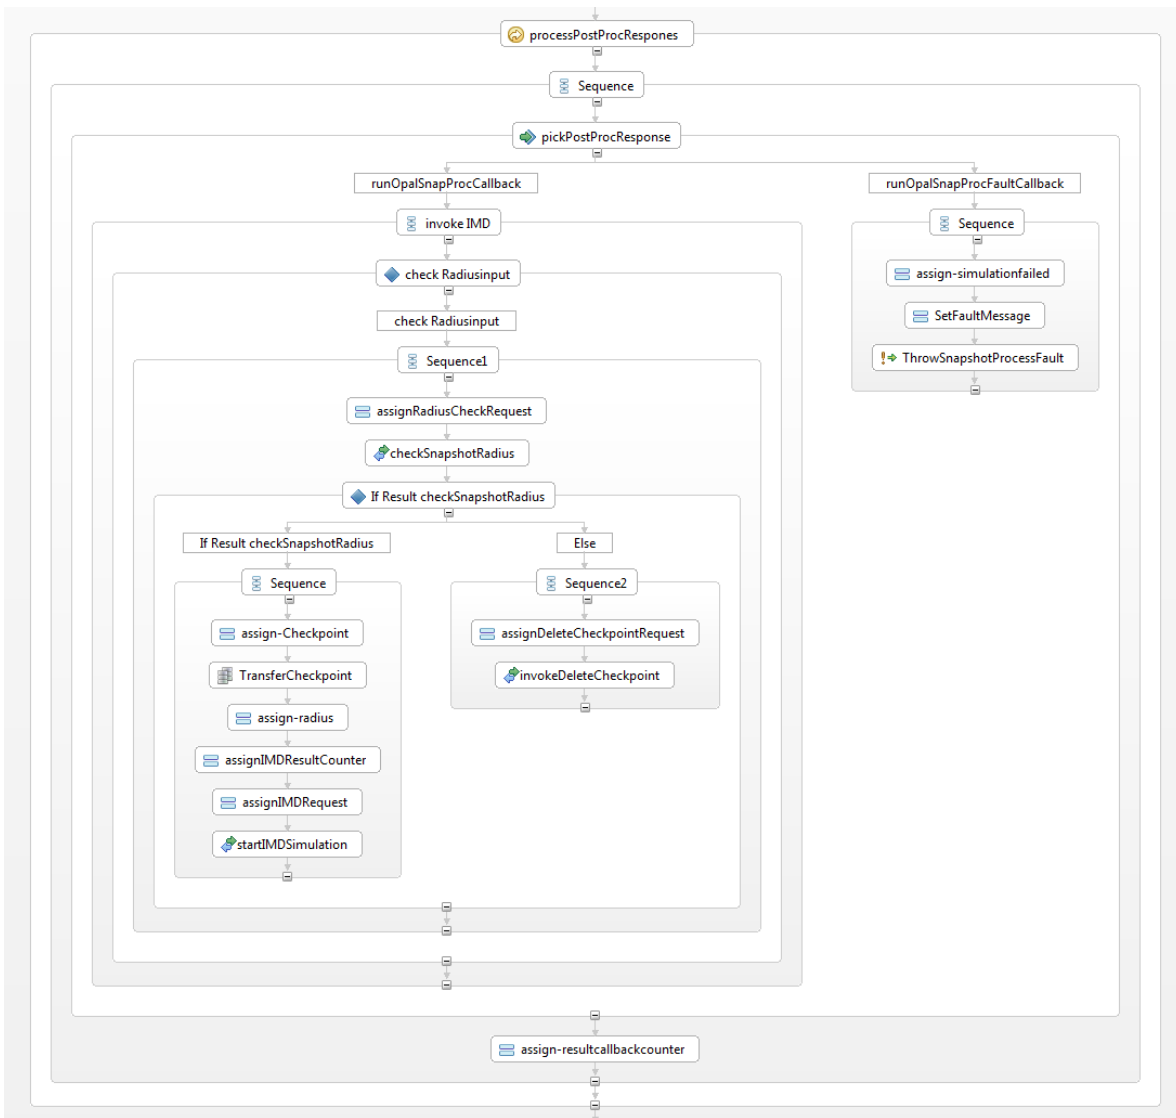 processPostProcRespones
Sequence
pickPostProcResponse
runOpalSnapProcCallback
runOpalSnapProcFaultCallback
invoke IMD
Sequence
check Radiusinput
assign-simulationfailed
check Radiusinput
SetFaultMessage
Sequence1
ThrowSnapshotProcessFault
assignRadiusCheckRequest
checkSnapshotRadius
If Result checkSnapshotRadius
If Result checkSnapshotRadius
Else
Sequence
Sequence2
assign-Checkpoint
assignDeleteCheckpointRequest
TransferCheckpoint
invokeDeleteCheckpoint
assign-radius
assignIMDResultCounter
assignIMDRequest
startIMDSimulation
assign-resultcallbackcounter